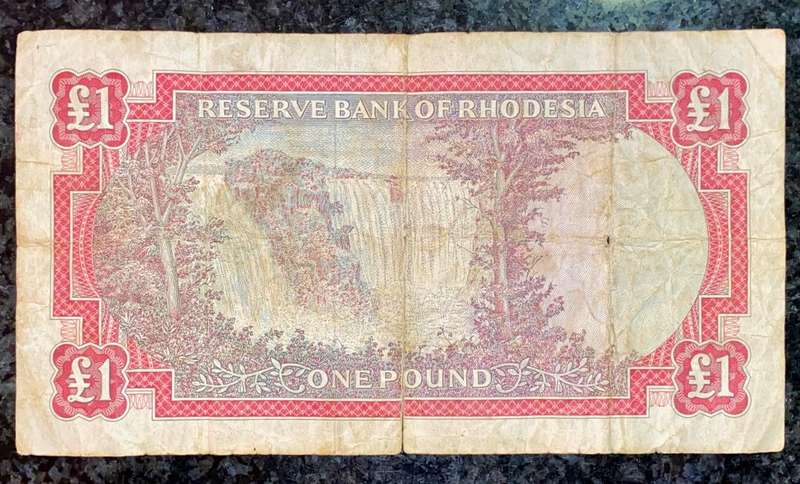 £1 £1
RESERVE BANK OF RHODESIA
£1 £1
ONE POUND